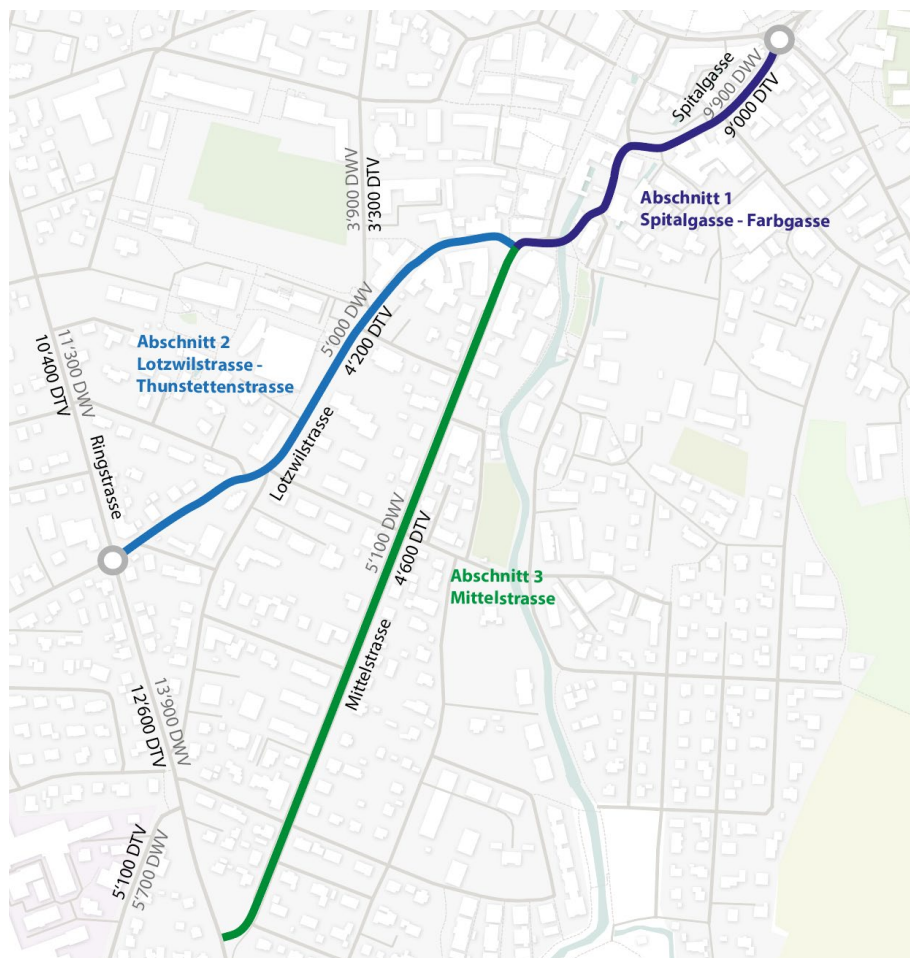 Spitalgasse
9‘900 DWV
9‘000 DTV
Abschnitt 1
Spitalgasse - Farbgasse
3‘900 DWV
3‘300 DTV
5‘000 DWV
4‘200 DTV
Abschnitt 2
Lotzwilstrasse -
Thunstettenstrasse
11‘300 DWV
10‘400 DTV
Ringstrasse
Lotzwilstrasse
5‘100 DWV
4‘600 DTV
Abschnitt 3
Mittelstrasse
Mittelstrasse
13‘900 DWV
12‘600 DTV
5‘100 DTV
5‘700 DWV